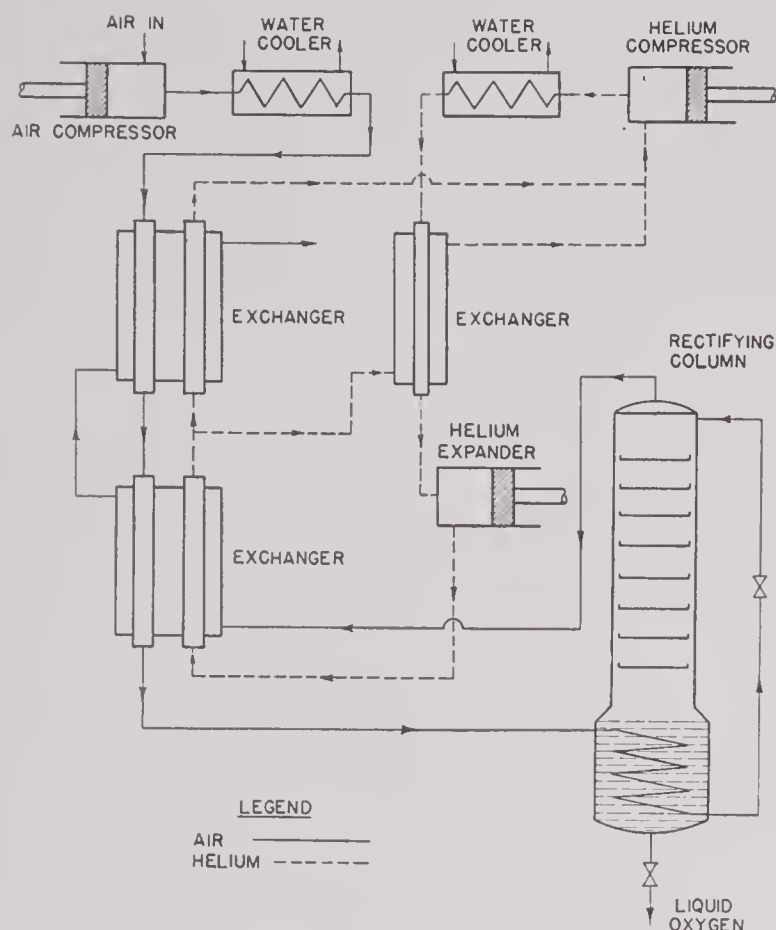 AIR IN
WATER
COOLER
WATER
COOLER
HELIUM
COMPRESSOR
AIR COMPRESSOR
EXCHANGER
EXCHANGER
RECTIFYING
COLUMN
HELIUM
EXPANDER
EXCHANGER
LEGEND
AIR
HELIUM
LIQUID
OXYGEN